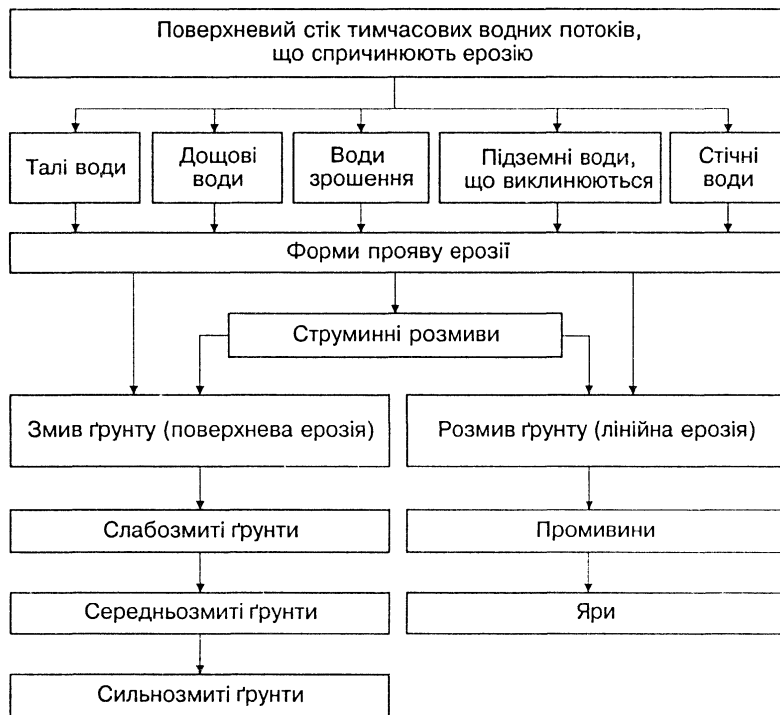 Поверхневий стік тимчасових водних потоків,
що спричинюють ерозію
Талі води
Дощові
води
Води
зрошення
Підземні води,
що виклинюються
Стічні
води
Форми прояву ерозії
Струминні розмиви
Змив ґрунту (поверхнева ерозія)
Розмив ґрунту (лінійна ерозія)
Слабозмиті ґрунти
Промивини
Середньозмиті ґрунти
Яри
Сильнозмиті ґрунти